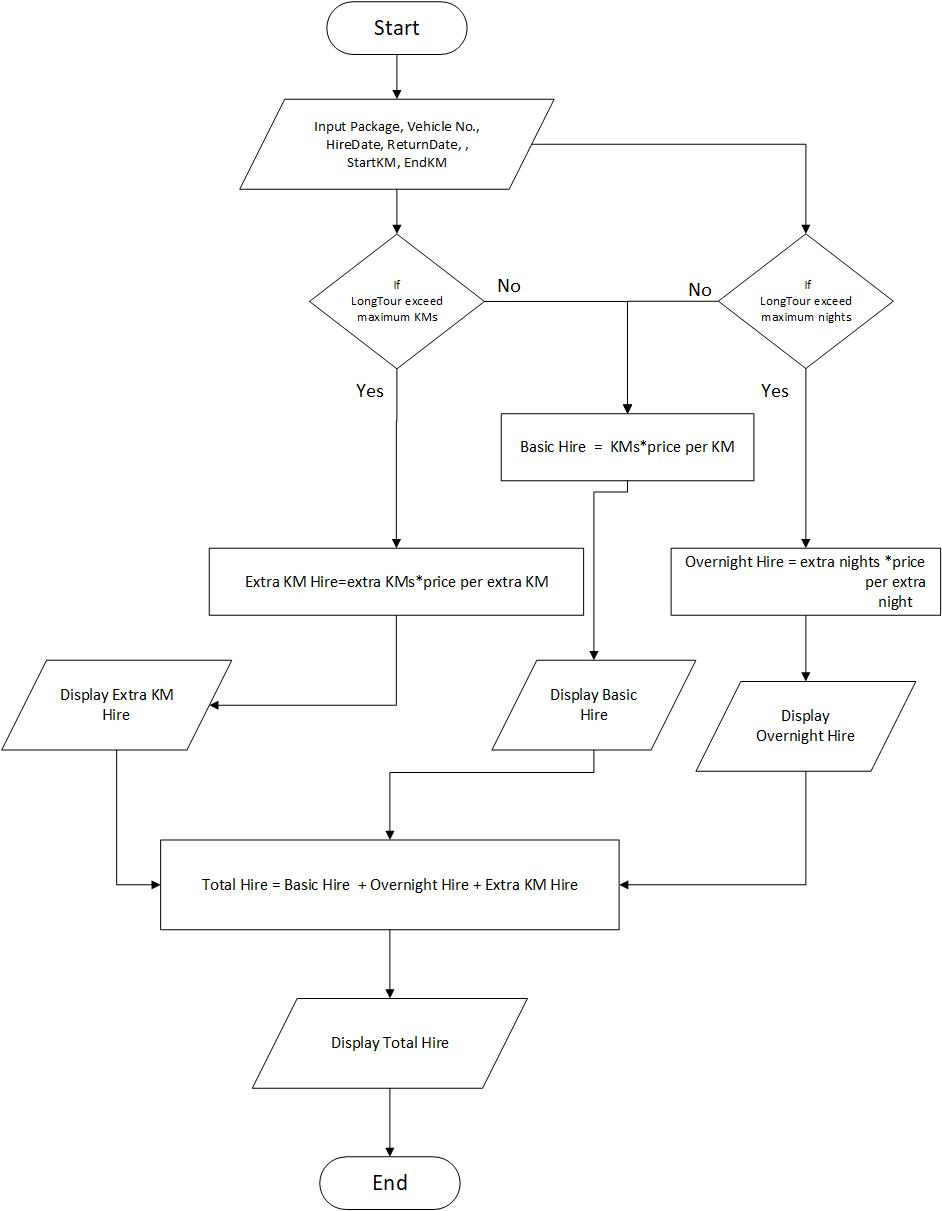 Start
Input Package, Vehicle No.,
HireDate, ReturnDate, ,
StartKM, EndKM
If
LongTour exceed
maximum KMs
No
No
If
LongTour exceed
maximum nights
Yes
Yes
Basic Hire  =  KMs*price per KM
Extra KM Hire=extra KMs*price per extra KM
Overnight Hire = extra nights *price
per extra
night
Display Extra KM
Hire
Display Basic
Hire
Display
Overnight Hire
Total Hire = Basic Hire  + Overnight Hire + Extra KM Hire
Display Total Hire
End